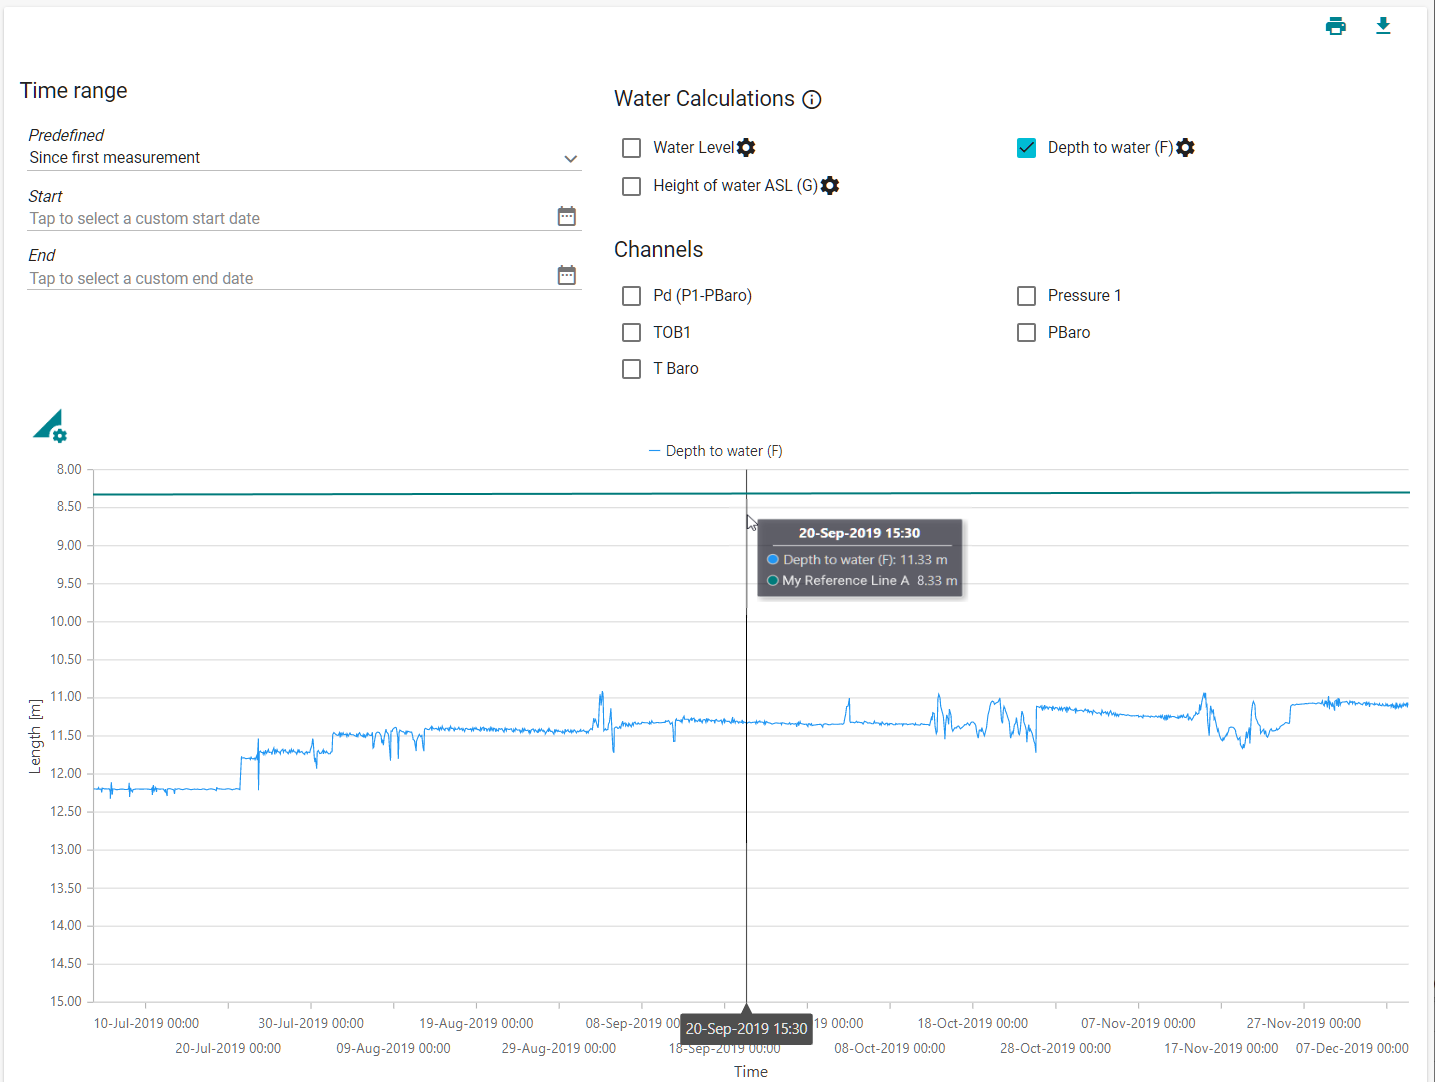 Time range
Predefined
Since first measurement
Start
Tap to select a custom start date
End
Tap to select a custom end date
Water Calculations
Water Level
Depth to water (F)
Height of water ASL (G)
Channels
Pd (P1-PBaro)
Pressure 1
TOB1
PBaro
T Baro
Depth to water (F)
8.00
8.50
9.00
9.50
10.00
10.50
11.00
11.50
12.00
12.50
13.00
13.50
14.00
14.50
15.00
Length [m]
20-Sep-2019 15:30
Depth to water (F): 11.33 m
My Reference Line A 8.33 m
10-Jul-2019 00:00
30-Jul-2019 00:00
19-Aug-2019 00:00
08-Sep-2019 00
20-Sep-2019 15:30
19 00:00
18-Oct-2019 00:00
07-Nov-2019 00:00
27-Nov-2019 00:00
20-Jul-2019 00:00
09-Aug-2019 00:00
29-Aug-2019 00:00
18-Sep-2019 00:00
08-Oct-2019 00:00
28-Oct-2019 00:00
17-Nov-2019 00:00
07-Dec-2019 00:00
Time